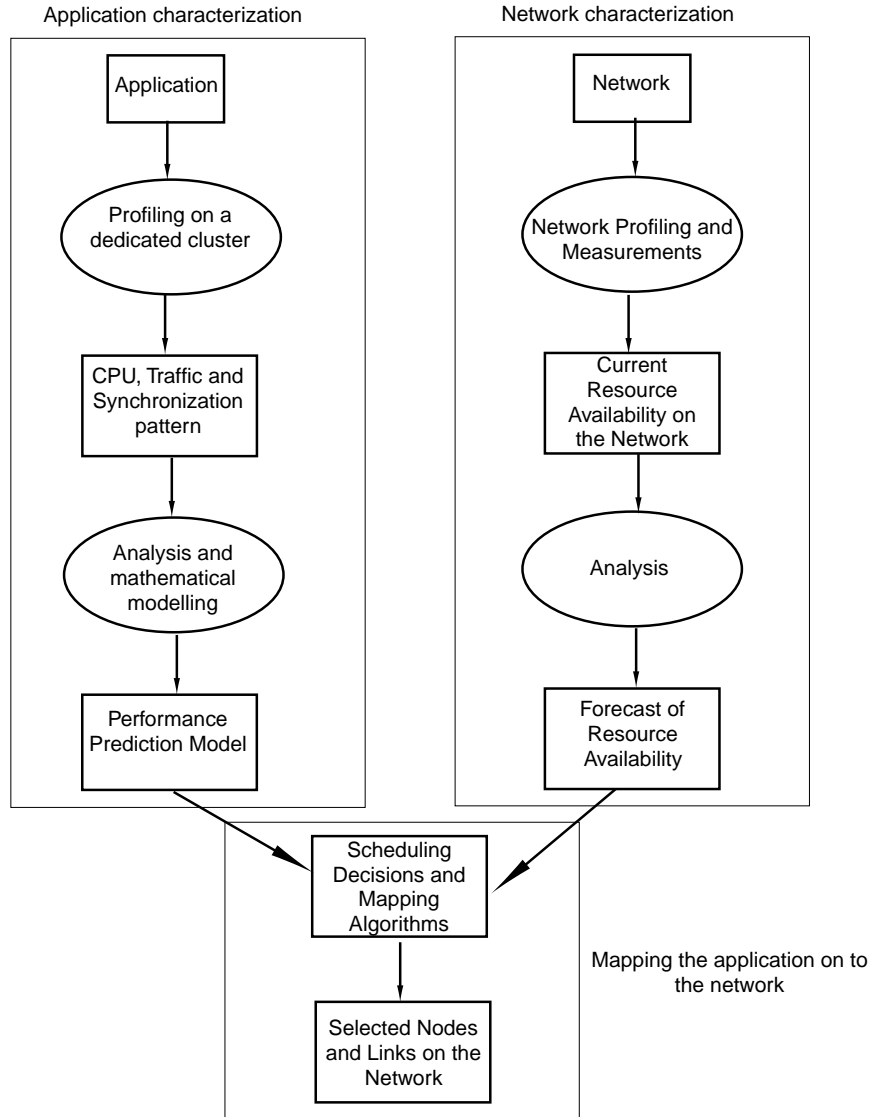 Application characterization
Application
Profiling on a
dedicated cluster
CPU, Traffic and
Synchronization
pattern
Analysis and
mathematical
modelling
Performance
Prediction Model
Network characterization
Network
Network Profiling and
Measurements
Current
Resource
Availability on
the Network
Analysis
Forecast of
Resource
Availability
Scheduling
Decisions and
Mapping
Algorithms
Selected Nodes
and Links on the
Network
Mapping the application on to
the network